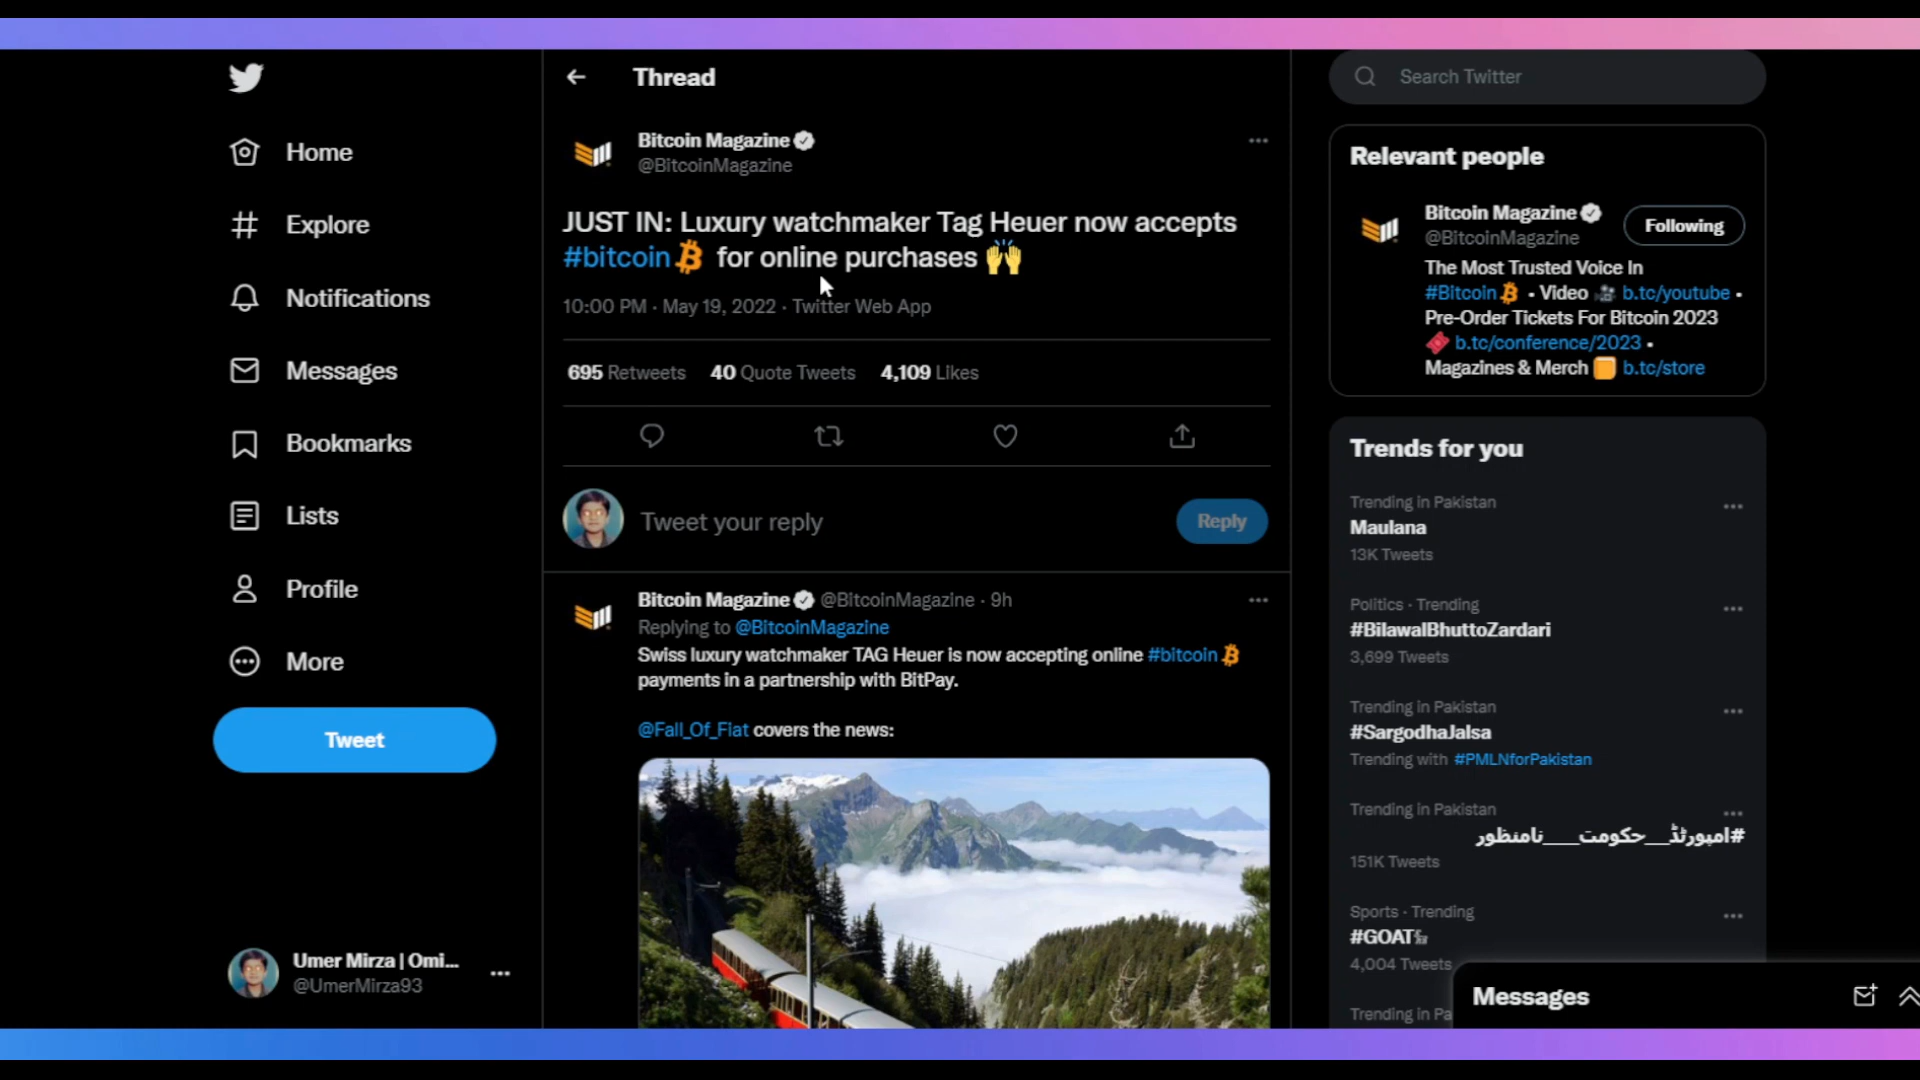 Home
Explore
Notifications
Messages
Bookmarks
Lists
Profile
More
Tweet
Umer Mirza | Omi...
@UmerMirza93
Thread
Bitcoin Magazine
@BitcoinMagazine
JUST IN: Luxury watchmaker Tag Heuer now accepts
#bitcoin for online purchases 🙌
10:00 PM · May 19, 2022 · Twitter Web App
695 Retweets 40 Quote Tweets 4,109 Likes
Tweet your reply
Reply
Bitcoin Magazine @BitcoinMagazine · 9h
Replying to @BitcoinMagazine
Swiss luxury watchmaker TAG Heuer is now accepting online #bitcoin
payments in a partnership with BitPay.
@Fall_Of_Fiat covers the news:
Search Twitter
Relevant people
Bitcoin Magazine
@BitcoinMagazine
Following
The Most Trusted Voice In
#Bitcoin • Video 🎥 b.tc/youtube •
Pre-Order Tickets For Bitcoin 2023
🎟 b.tc/conference/2023 •
Magazines & Merch 📙 b.tc/store
Trends for you
Trending in Pakistan
Maulana
13K Tweets
Politics · Trending
#BilawalBhuttoZardari
3,699 Tweets
Trending in Pakistan
#SargodhaJalsa
Trending with #PMLNforPakistan
Trending in Pakistan
#امپورٹڈ__حکومت___نامنظور
151K Tweets
Sports · Trending
#GOAT
4,004 Tweets
Trending in Pa
Messages